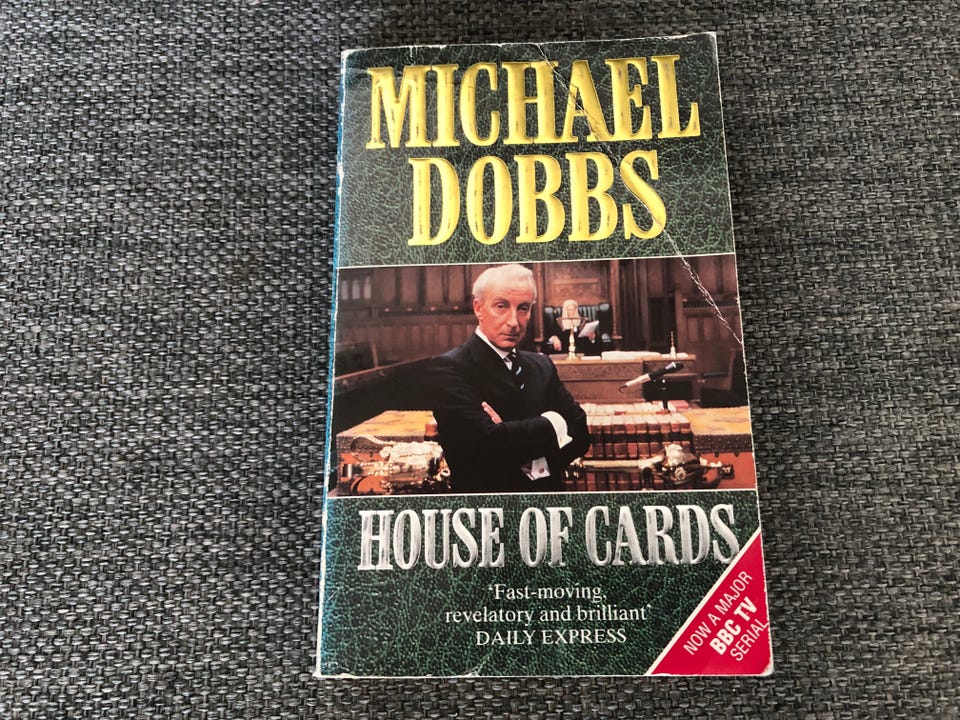 MICHAEL
DOBBS
HOUSE OF CARDS
'Fast-moving,
revelatory and brilliant'
DAILY EXPRESS
NOW A MAJOR
BBC TV
SERIAL